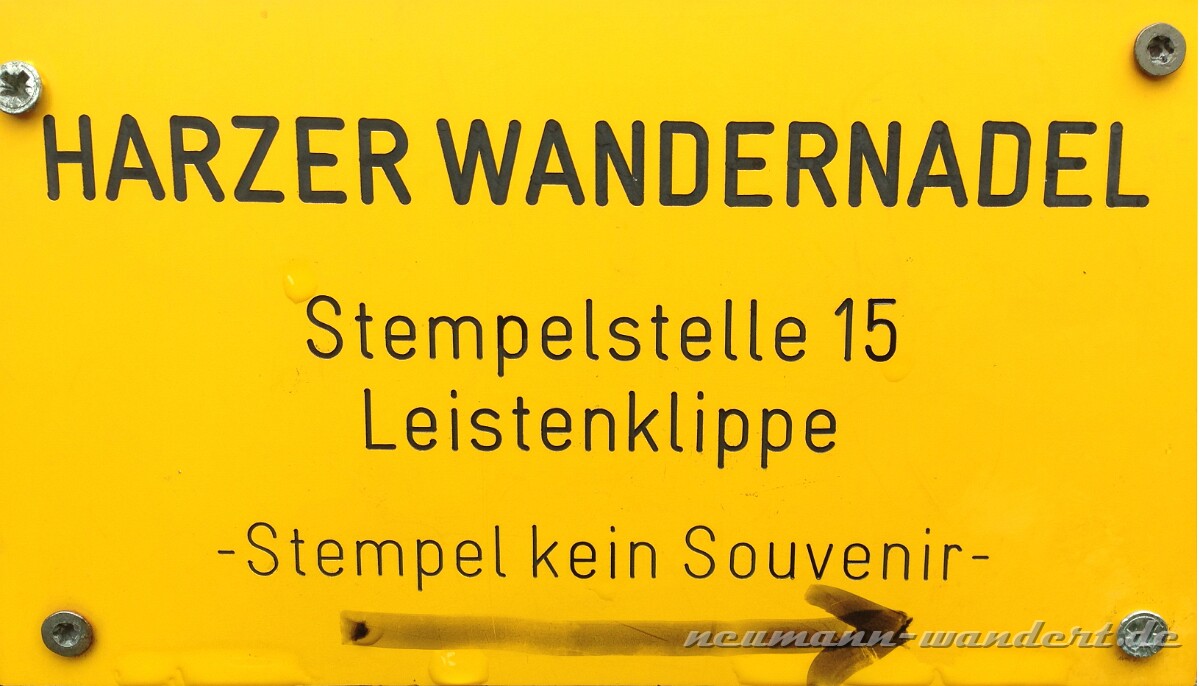 HARZER WANDERNADEL
Stempelstelle 15
Leistenklippe
-Stempel kein Souvenir-
neumann-wandert.de